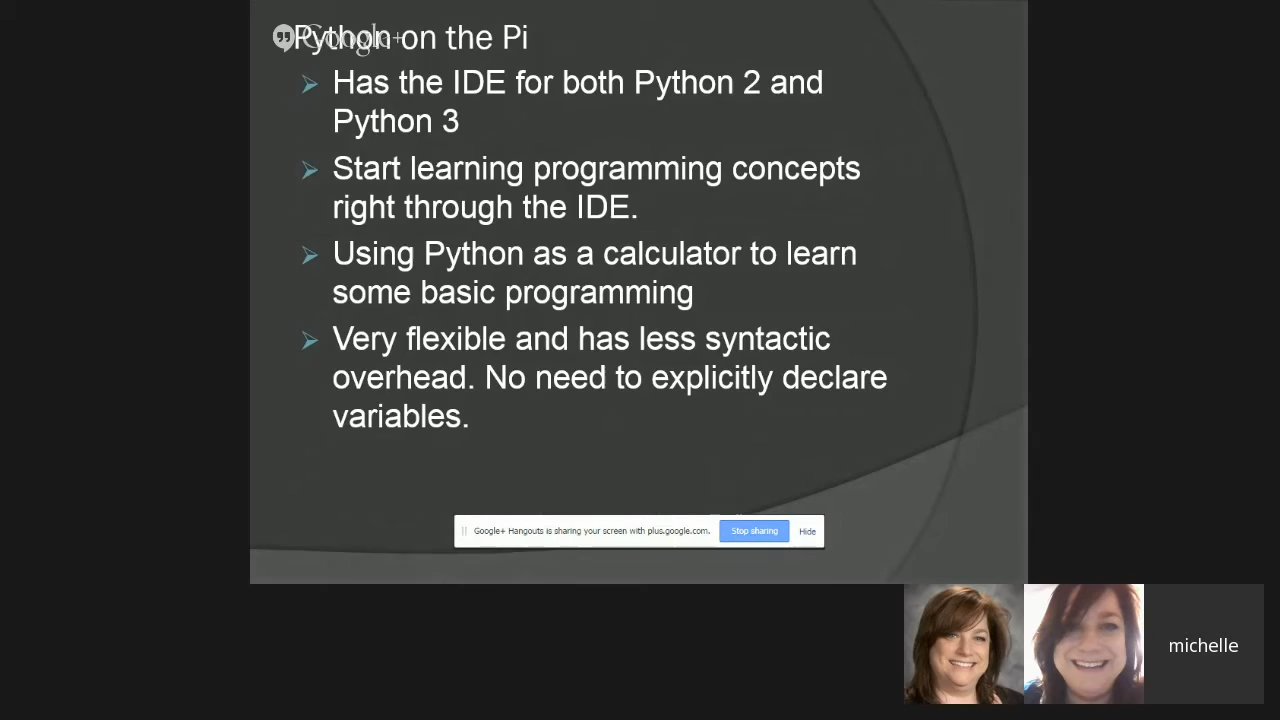 Python on the Pi
Google+
Has the IDE for both Python 2 and
Python 3
Start learning programming concepts
right through the IDE.
Using Python as a calculator to learn
some basic programming
Very flexible and has less syntactic
overhead. No need to explicitly declare
variables.
Google+ Hangouts is sharing your screen with plus.google.com.
Stop sharing
Hide
michelle